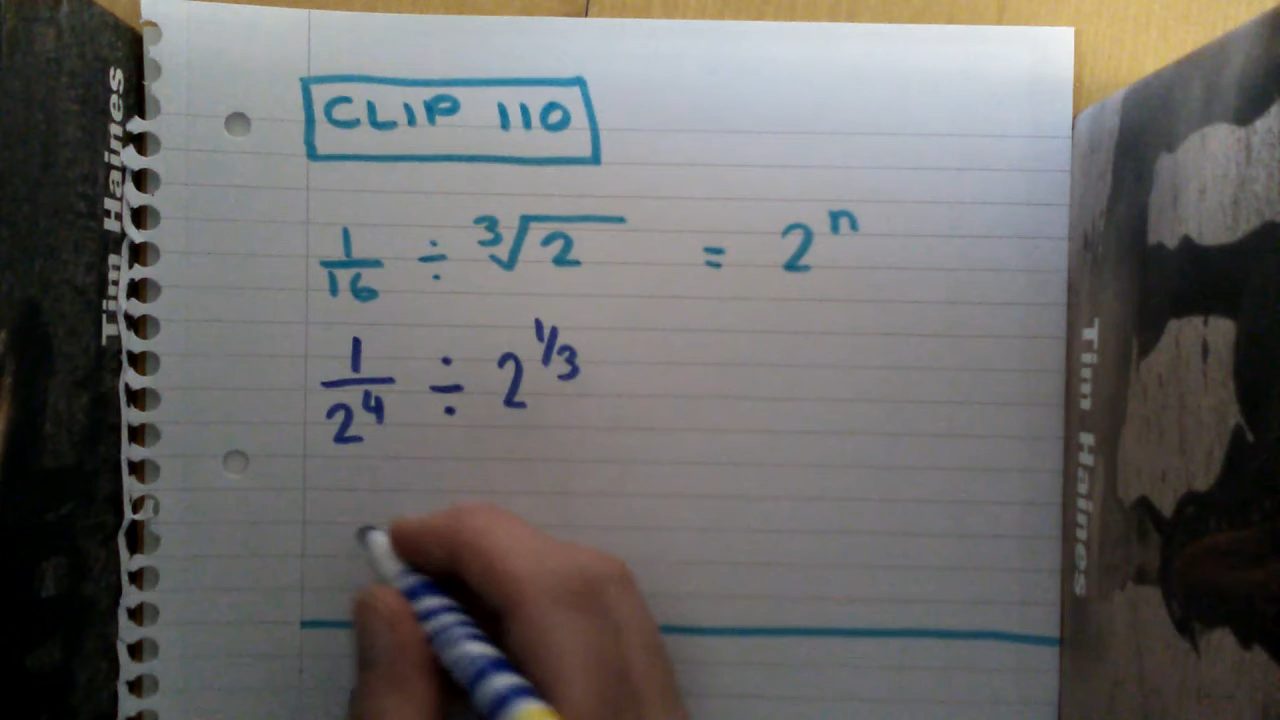 CLIP 110
1/16 ÷ ³√2 = 2ⁿ
1/2⁴ ÷ 2^1/3
Tim Haines
Tim Haines